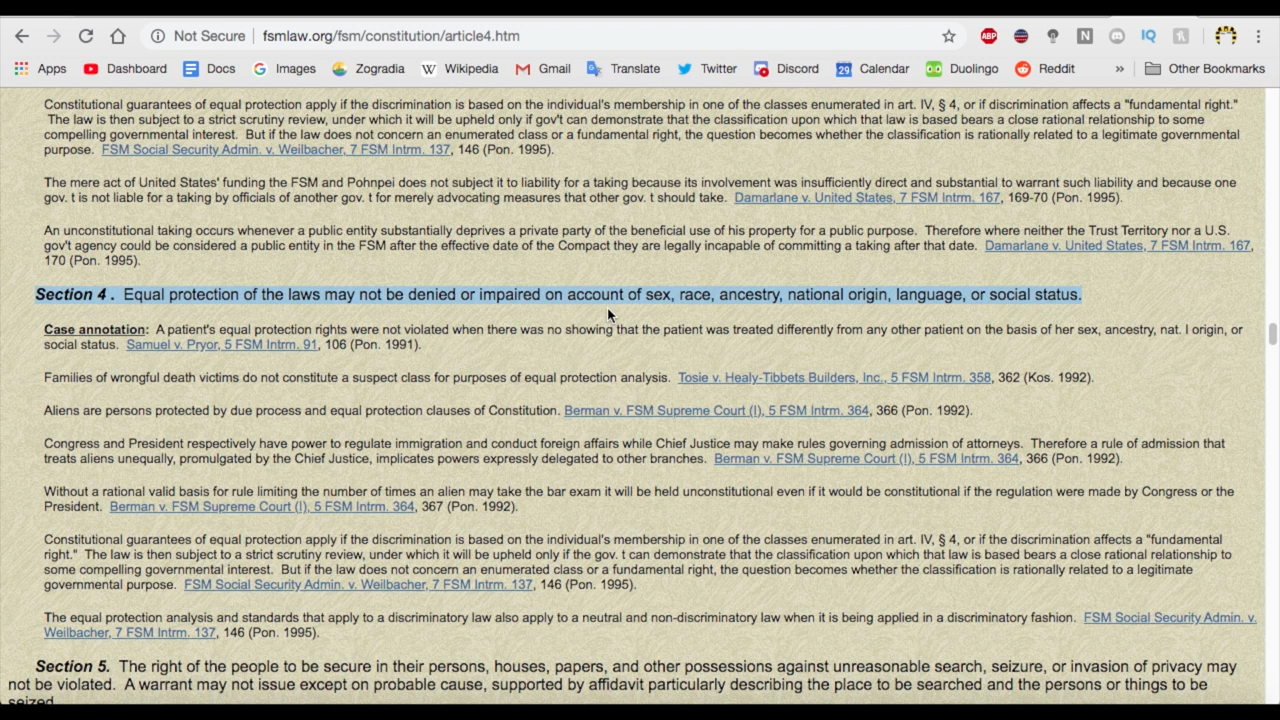 Not Secure fsmlaw.org/fsm/constitution/article4.htm ABP N IQ h
Apps Dashboard Docs Images Zogradia Wikipedia Gmail Translate Twitter Discord 29 Calendar Duolingo Reddit » Other Bookmarks
Constitutional guarantees of equal protection apply if the discrimination is based on the individual's membership in one of the classes enumerated in art. IV, § 4, or if discrimination affects a "fundamental right."
The law is then subject to a strict scrutiny review, under which it will be upheld only if gov't can demonstrate that the classification upon which that law is based bears a close rational relationship to some
compelling governmental interest. But if the law does not concern an enumerated class or a fundamental right, the question becomes whether the classification is rationally related to a legitimate governmental
purpose. FSM Social Security Admin. v. Weilbacher, 7 FSM Intrm. 137, 146 (Pon. 1995).
The mere act of United States' funding the FSM and Pohnpei does not subject it to liability for a taking because its involvement was insufficiently direct and substantial to warrant such liability and because one
gov. t is not liable for a taking by officials of another gov. t for merely advocating measures that other gov. t should take. Damarlane v. United States, 7 FSM Intrm. 167, 169-70 (Pon. 1995).
An unconstitutional taking occurs whenever a public entity substantially deprives a private party of the beneficial use of his property for a public purpose. Therefore where neither the Trust Territory nor a U.S.
gov't agency could be considered a public entity in the FSM after the effective date of the Compact they are legally incapable of committing a taking after that date. Damarlane v. United States, 7 FSM Intrm. 167,
170 (Pon. 1995).
Section 4 . Equal protection of the laws may not be denied or impaired on account of sex, race, ancestry, national origin, language, or social status.
Case annotation: A patient's equal protection rights were not violated when there was no showing that the patient was treated differently from any other patient on the basis of her sex, ancestry, nat. l origin, or
social status. Samuel v. Pryor, 5 FSM Intrm. 91, 106 (Pon. 1991).
Families of wrongful death victims do not constitute a suspect class for purposes of equal protection analysis. Tosie v. Healy-Tibbets Builders, Inc., 5 FSM Intrm. 358, 362 (Kos. 1992).
Aliens are persons protected by due process and equal protection clauses of Constitution. Berman v. FSM Supreme Court (I), 5 FSM Intrm. 364, 366 (Pon. 1992).
Congress and President respectively have power to regulate immigration and conduct foreign affairs while Chief Justice may make rules governing admission of attorneys. Therefore a rule of admission that
treats aliens unequally, promulgated by the Chief Justice, implicates powers expressly delegated to other branches. Berman v. FSM Supreme Court (I), 5 FSM Intrm. 364, 366 (Pon. 1992).
Without a rational valid basis for rule limiting the number of times an alien may take the bar exam it will be held unconstitutional even if it would be constitutional if the regulation were made by Congress or the
President. Berman v. FSM Supreme Court (I), 5 FSM Intrm. 364, 367 (Pon. 1992).
Constitutional guarantees of equal protection apply if the discrimination is based on the individual's membership in one of the classes enumerated in art. IV, § 4, or if the discrimination affects a "fundamental
right." The law is then subject to a strict scrutiny review, under which it will be upheld only if the gov. t can demonstrate that the classification upon which that law is based bears a close rational relationship to
some compelling governmental interest. But if the law does not concern an enumerated class or a fundamental right, the question becomes whether the classification is rationally related to a legitimate
governmental purpose. FSM Social Security Admin. v. Weilbacher, 7 FSM Intrm. 137, 146 (Pon. 1995).
The equal protection analysis and standards that apply to a discriminatory law also apply to a neutral and non-discriminatory law when it is being applied in a discriminatory fashion. FSM Social Security Admin. v.
Weilbacher, 7 FSM Intrm. 137, 146 (Pon. 1995).
Section 5. The right of the people to be secure in their persons, houses, papers, and other possessions against unreasonable search, seizure, or invasion of privacy may
not be violated. A warrant may not issue except on probable cause, supported by affidavit particularly describing the place to be searched and the persons or things to be
seized